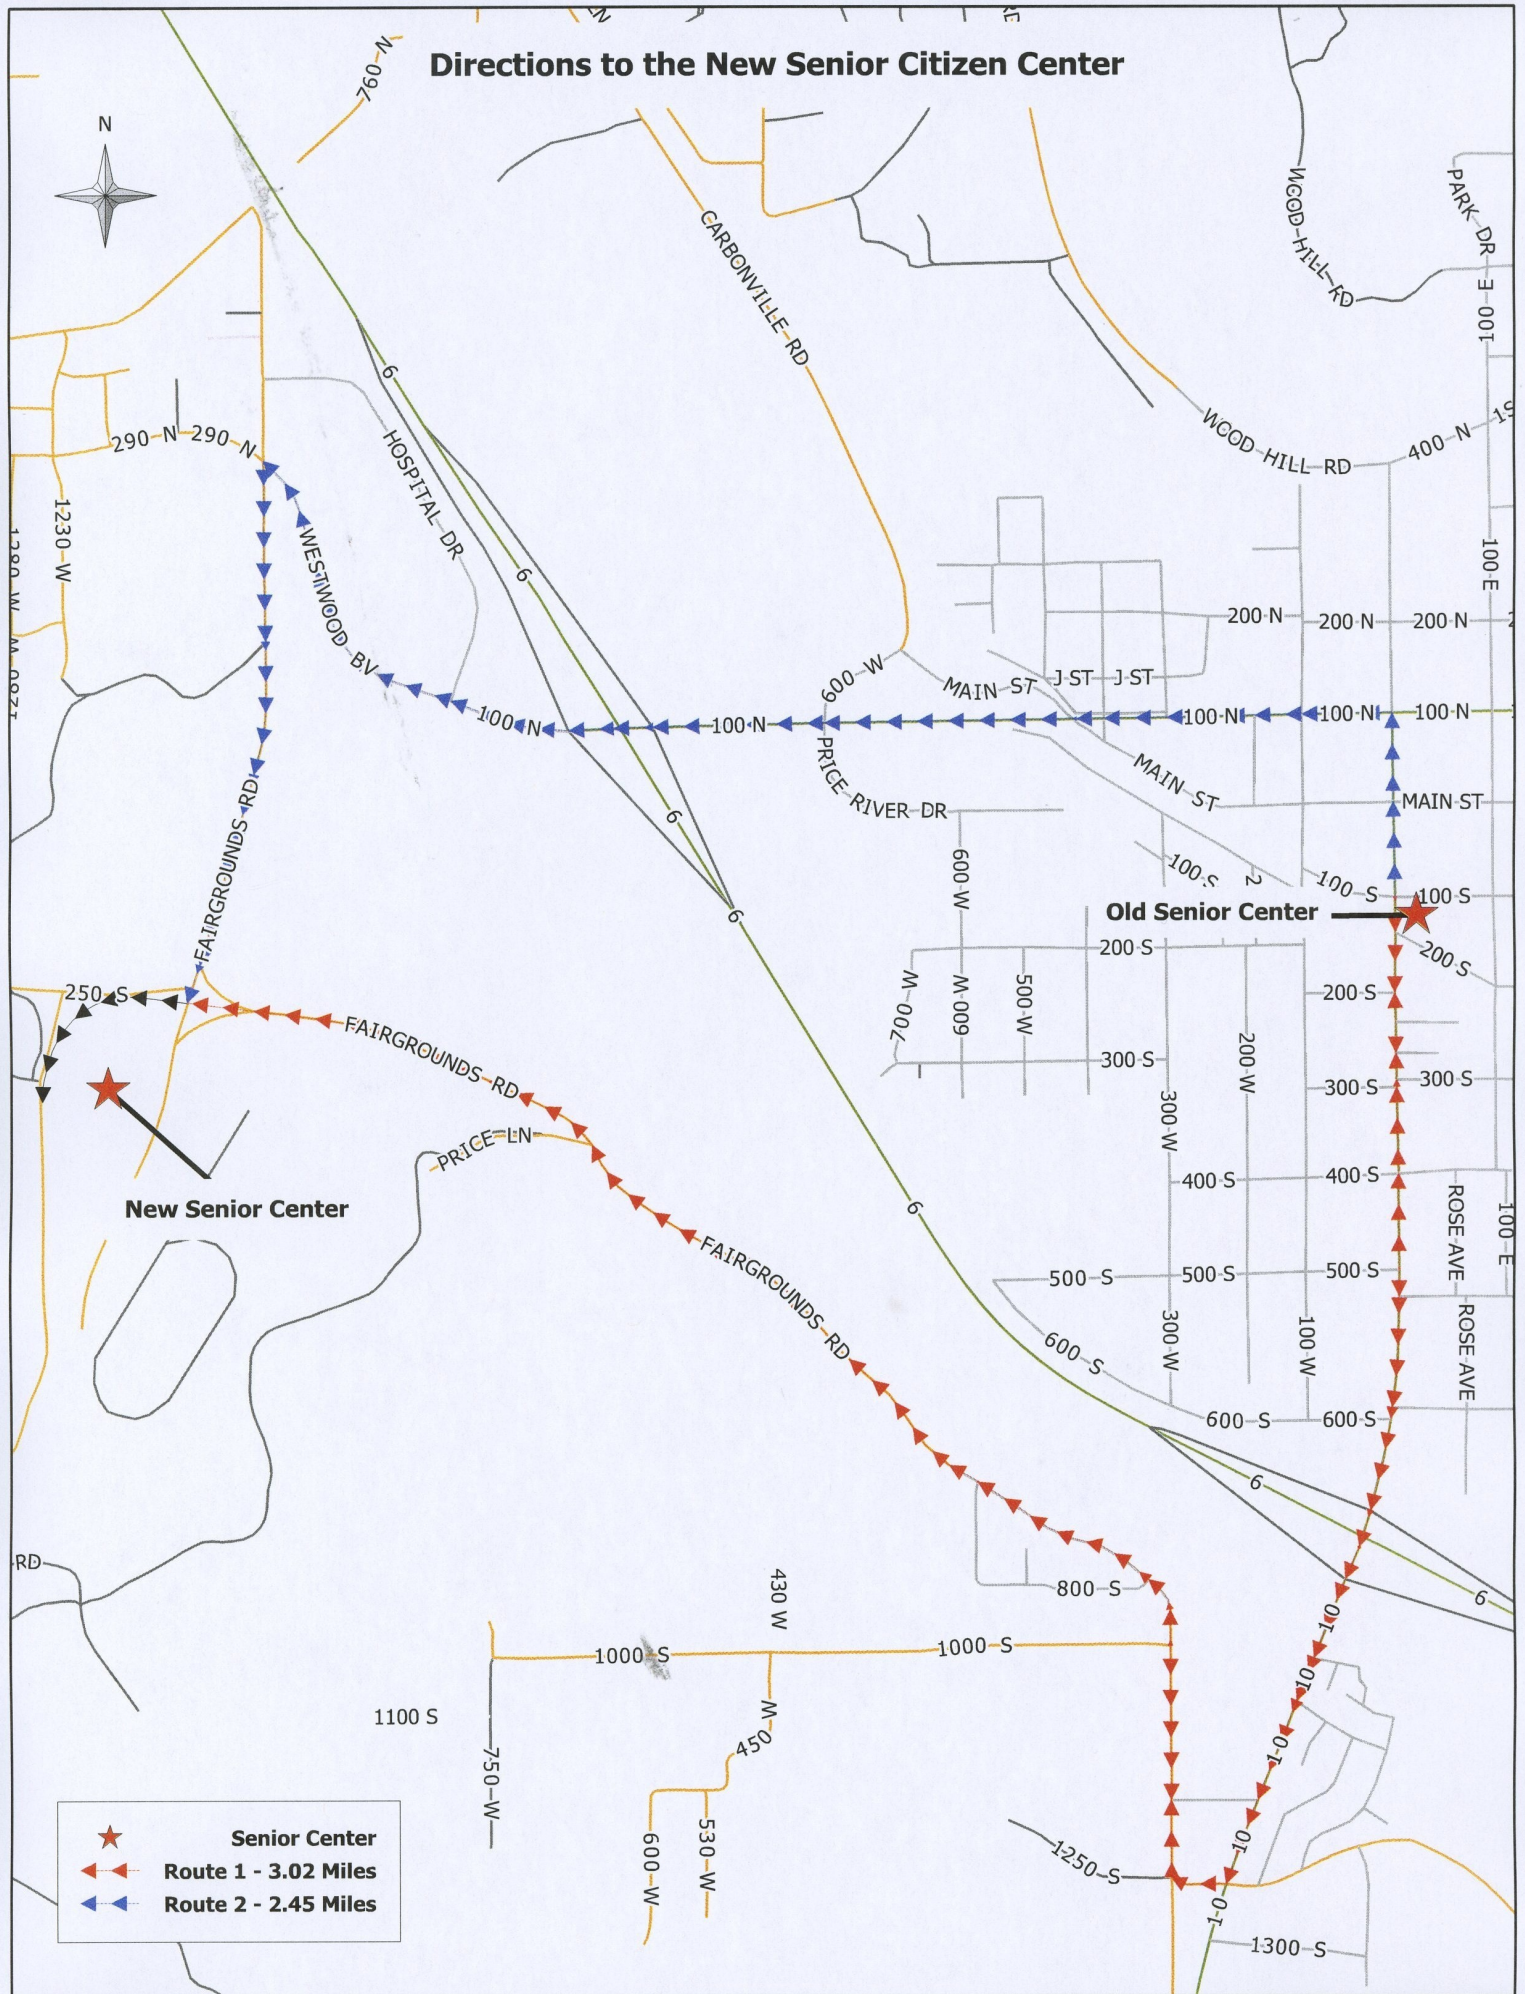 Directions to the New Senior Citizen Center
N
760 N
LN
CARBONVILLE RD
WOOD HILL RD
PARK DR
100 E
6
290 N
290 N
HOSPITAL DR
WOOD HILL RD
400 N
1230 W
1280 W
WESTWOOD BV
6
100 E
200 N
200 N
200 N
600 W
MAIN ST
J ST
J ST
100 N
100 N
100 N
100 N
100 N
PRICE RIVER DR
MAIN ST
MAIN ST
6
FAIRGROUNDS RD
600 W
100 S
2
100 S
100 S
6
Old Senior Center
200 S
200 S
200 S
250 S
700 W
600 W
500 W
200 W
FAIRGROUNDS RD
300 S
300 S
300 S
300 W
PRICE LN
400 S
400 S
New Senior Center
6
ROSE AVE
100 E
FAIRGROUNDS RD
500 S
500 S
500 S
600 S
300 W
100 W
ROSE AVE
600 S
600 S
6
RD
430 W
800 S
6
10
1000 S
1000 S
10
1100 S
450 W
750 W
10
Senior Center
Route 1 - 3.02 Miles
Route 2 - 2.45 Miles
600 W
530 W
10
1250 S
10
1300 S